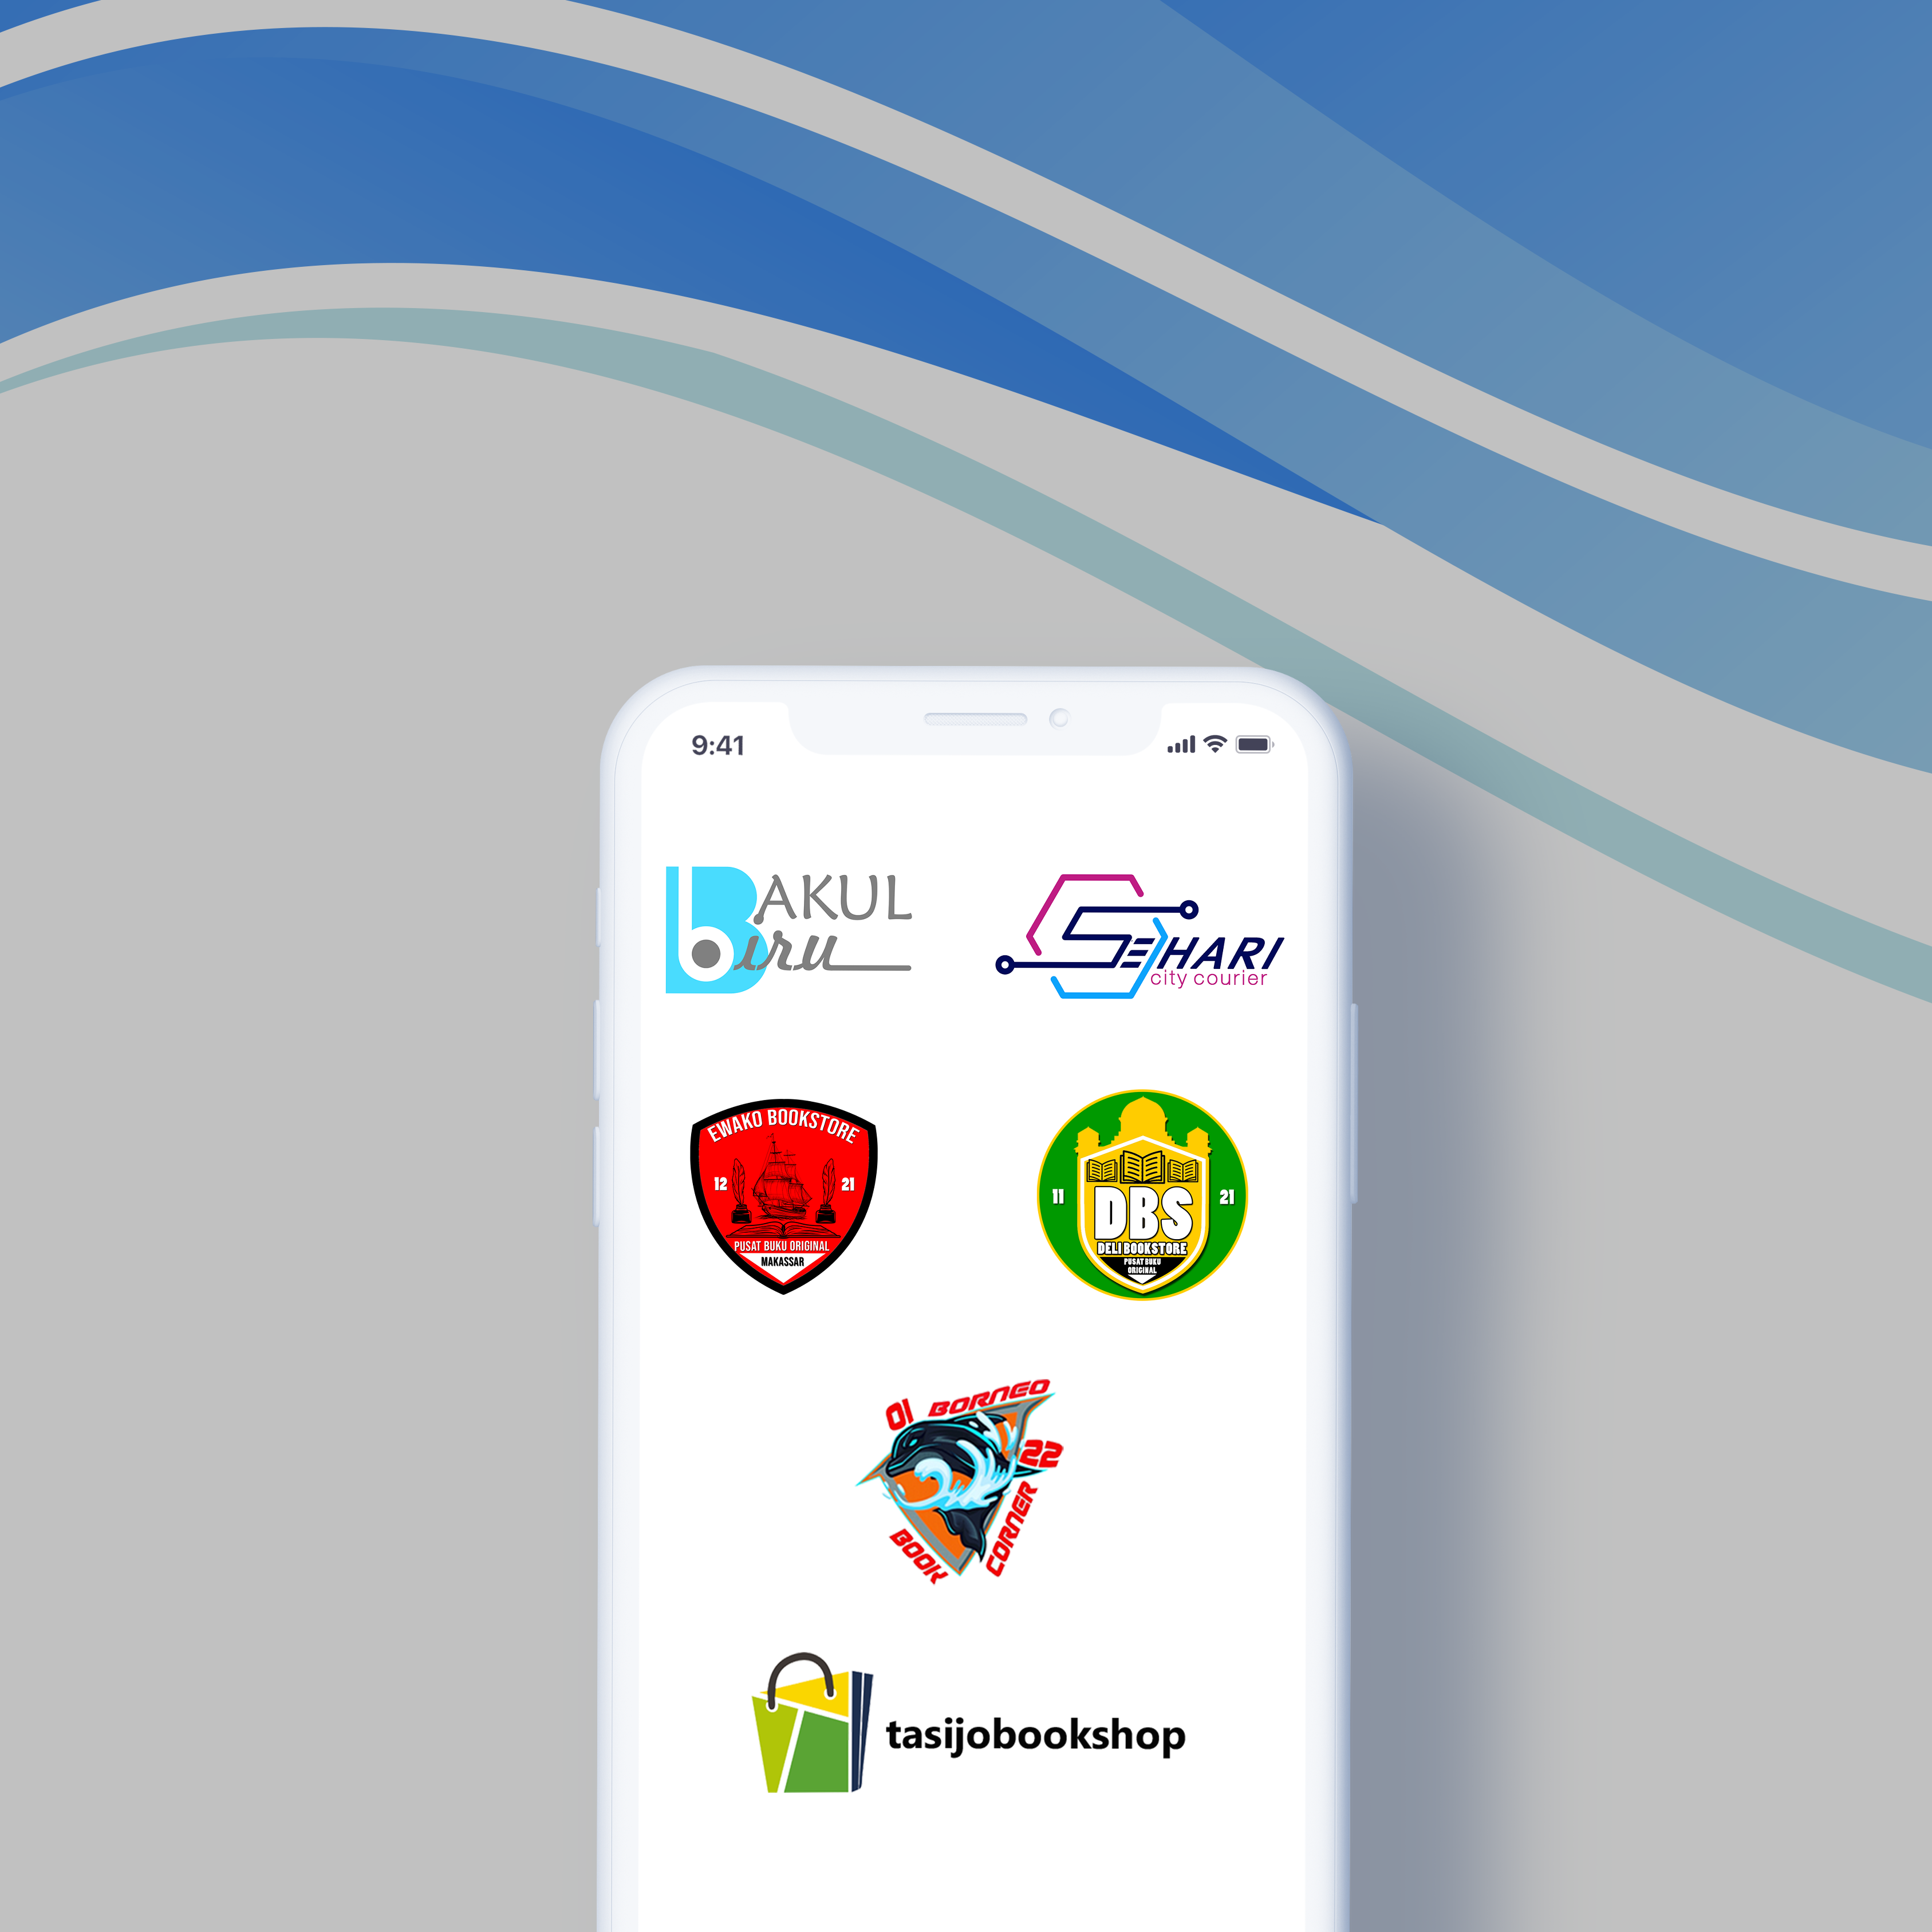 9:41
BAKUL
biru
SEHARI
city courier
EWAKO BOOKSTORE
12 21
PUSAT BUKU ORIGINAL
MAKASSAR
11 21
DBS
DELI BOOKSTORE
PUSAT BUKU
ORIGINAL
01 BORNEO
22
BOOK CORNER
tasijobookshop